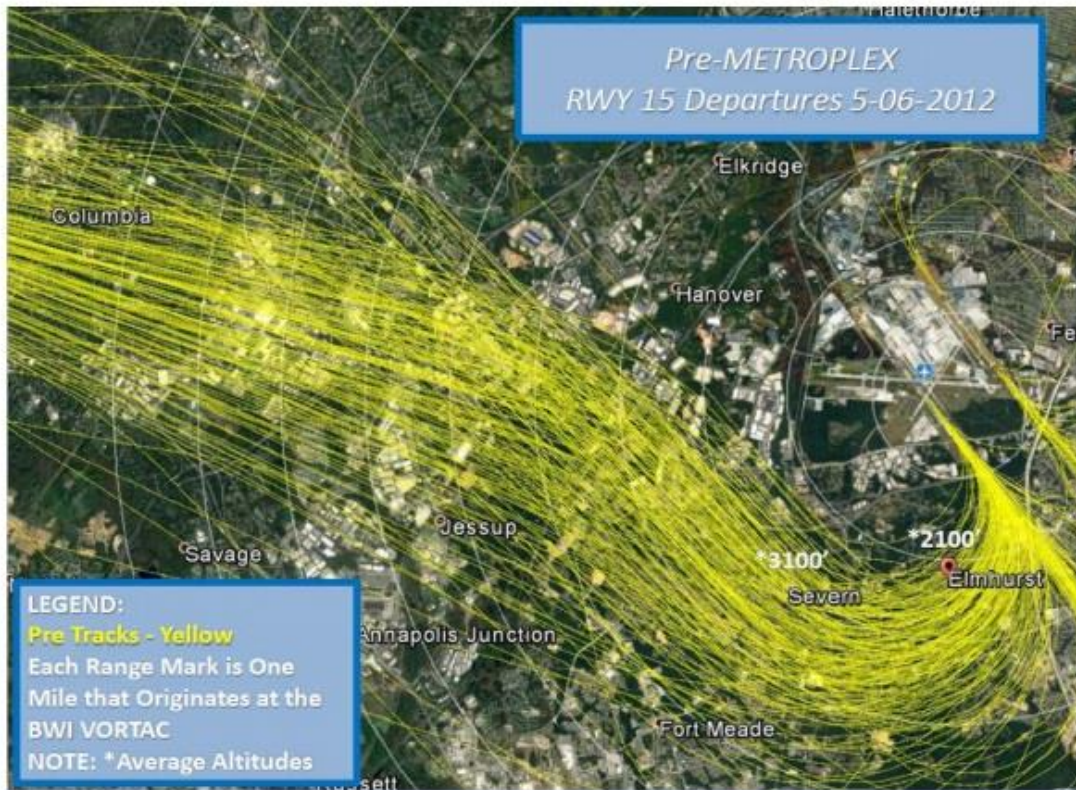 Halethorpe
Pre-METROPLEX
RWY 15 Departures 5-06-2012
Elkridge
Columbia
Hanover
Fe
Jessup
Savage
*2100'
*3100'
Elmhurst
Severn
LEGEND:
Pre Tracks - Yellow
Each Range Mark is One
Mile that Originates at the
BWI VORTAC
NOTE: *Average Altitudes
Annapolis Junction
Fort Meade